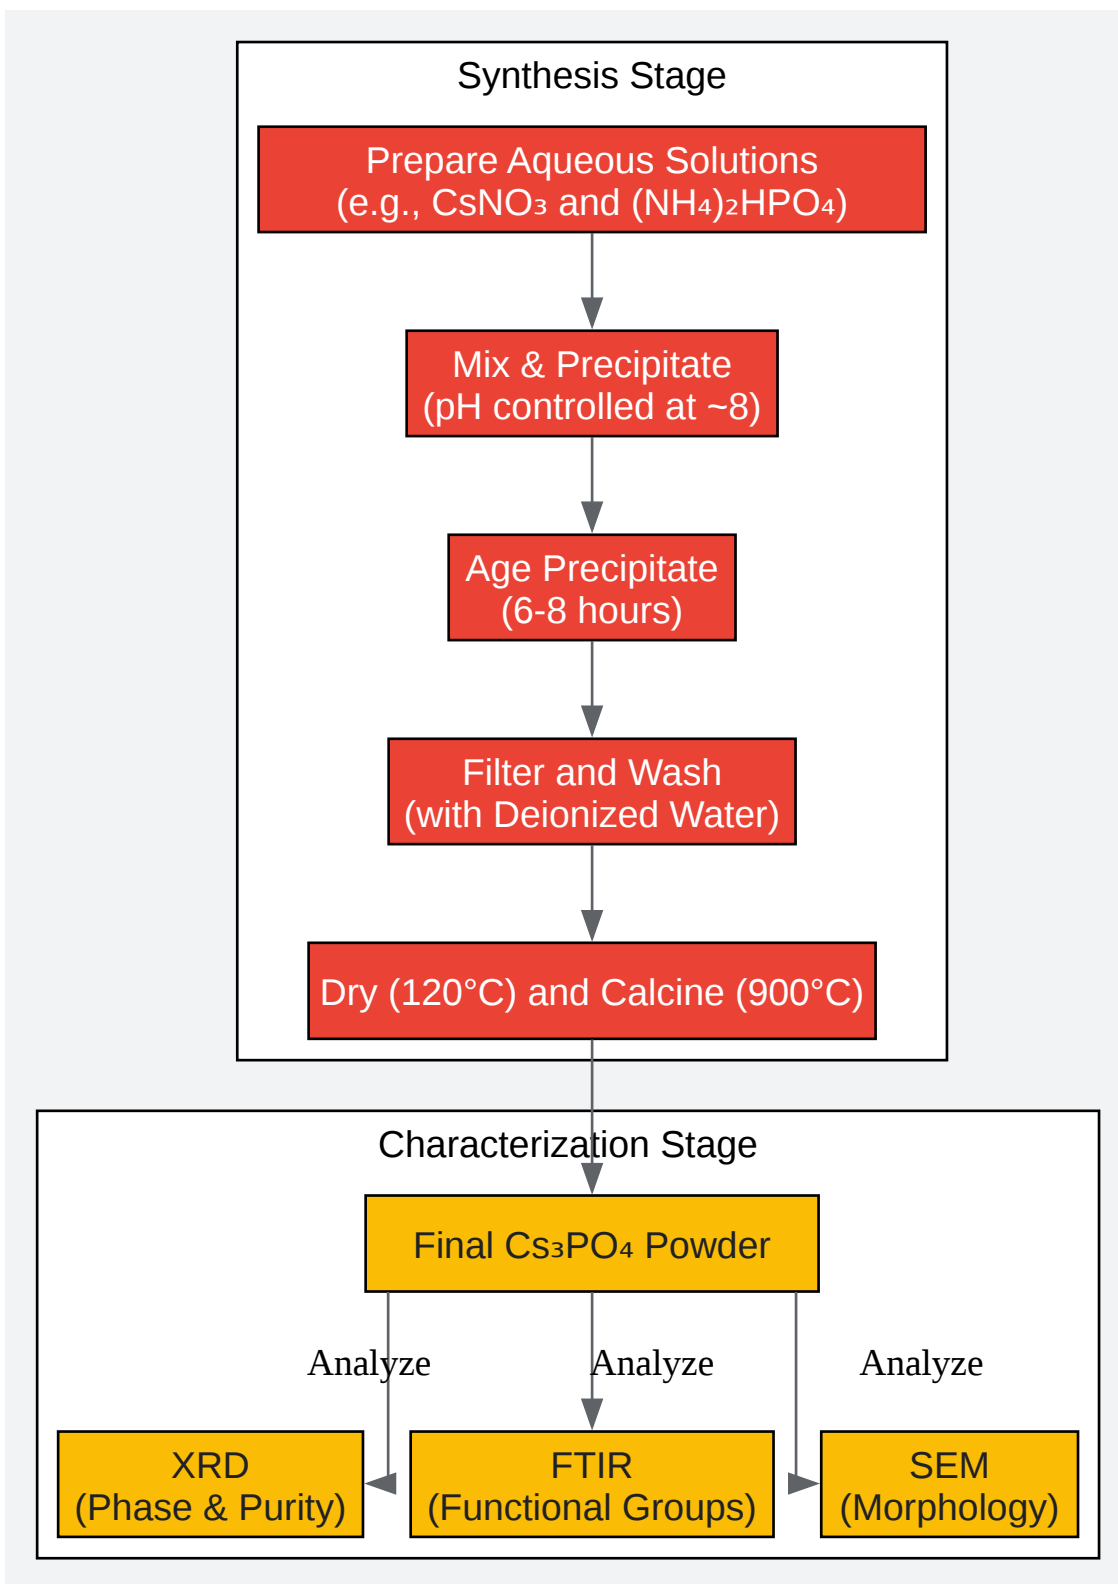 Synthesis Stage
Prepare Aqueous Solutions
(e.g., CsNO₃ and (NH₄)₂HPO₄)
Mix & Precipitate
(pH controlled at ~8)
Age Precipitate
(6-8 hours)
Filter and Wash
(with Deionized Water)
Dry (120°C) and Calcine (900°C)
Characterization Stage
Final Cs₃PO₄ Powder
Analyze
Analyze
Analyze
XRD
(Phase & Purity)
FTIR
(Functional Groups)
SEM
(Morphology)